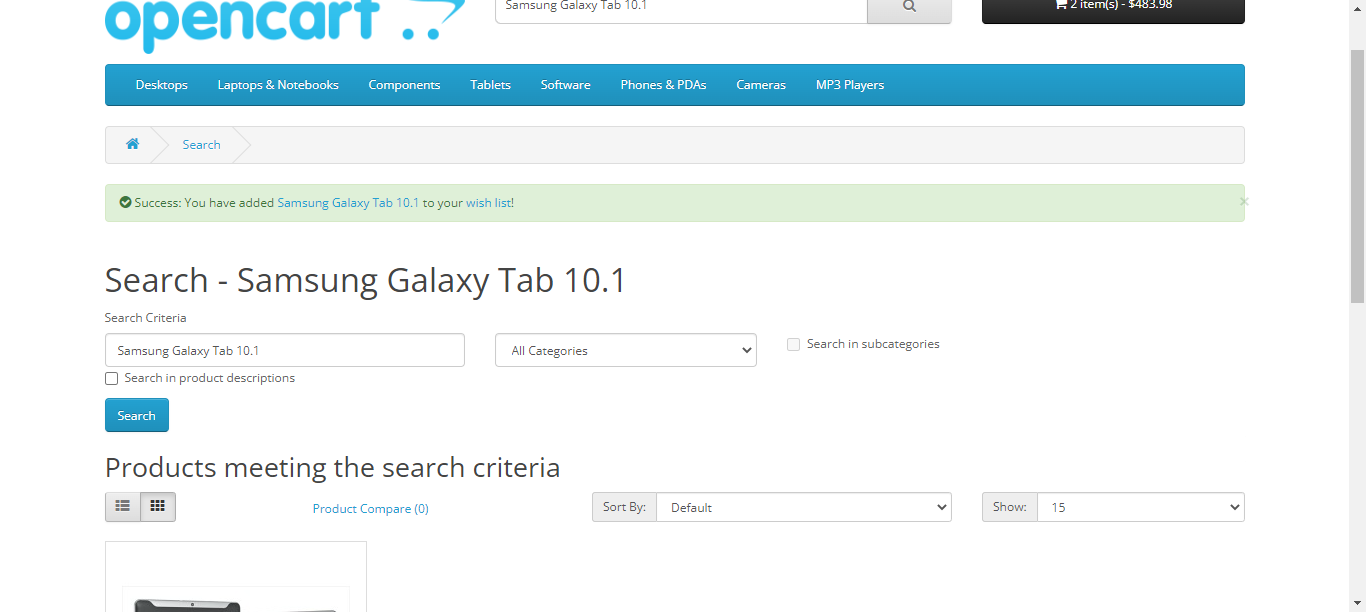 opencart
Samsung Galaxy Tab 10.1
2 item(s) - $483.98
Desktops Laptops & Notebooks Components Tablets Software Phones & PDAs Cameras MP3 Players
Search
Success: You have added Samsung Galaxy Tab 10.1 to your wish list!
×
Search - Samsung Galaxy Tab 10.1
Search Criteria
Samsung Galaxy Tab 10.1 All Categories Search in subcategories
Search in product descriptions
Search
Products meeting the search criteria
Product Compare (0) Sort By: Default Show: 15